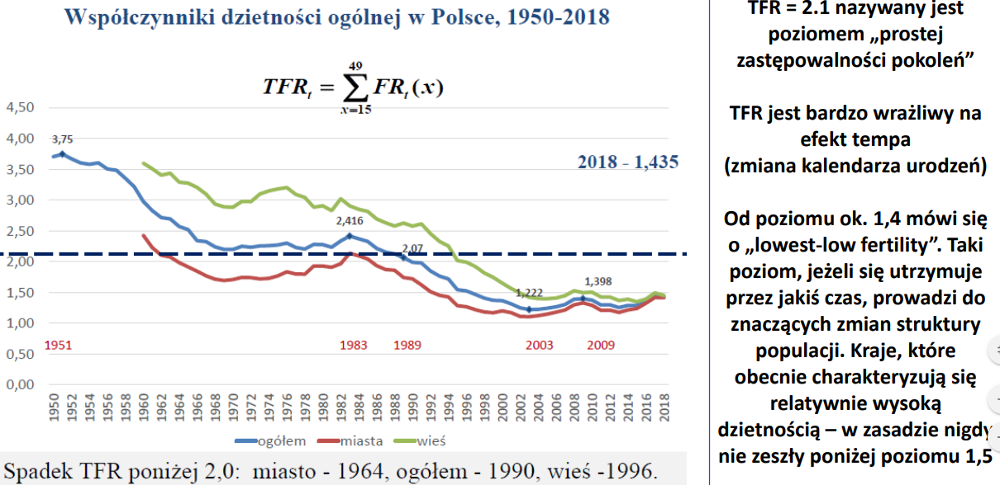 Współczynniki dzietności ogólnej w Polsce, 1950-2018
49
TFRₜ = ∑ FRₜ(x)
x=15
4,50
4,00
3,50
3,00
2,50
2,00
1,50
1,00
0,50
0,00
3,75
2018 - 1,435
2,416
2,07
1,222
1,398
1951
1983
1989
2003
2009
1950
1952
1954
1956
1958
1960
1962
1964
1966
1968
1970
1972
1974
1976
1978
1980
1982
1984
1986
1988
1990
1992
1994
1996
1998
2000
2002
2004
2006
2008
2010
2012
2014
2016
2018
ogółem miasta wieś
Spadek TFR poniżej 2,0: miasto - 1964, ogółem - 1990, wieś -1996.
TFR = 2.1 nazywany jest
poziomem „prostej
zastępowalności pokoleń”
TFR jest bardzo wrażliwy na
efekt tempa
(zmiana kalendarza urodzeń)
Od poziomu ok. 1,4 mówi się
o „lowest-low fertility”. Taki
poziom, jeżeli się utrzymuje
przez jakiś czas, prowadzi do
znaczących zmian struktury
populacji. Kraje, które
obecnie charakteryzują się
relatywnie wysoką
dzietnością – w zasadzie nigdy
nie zeszły poniżej poziomu 1,5